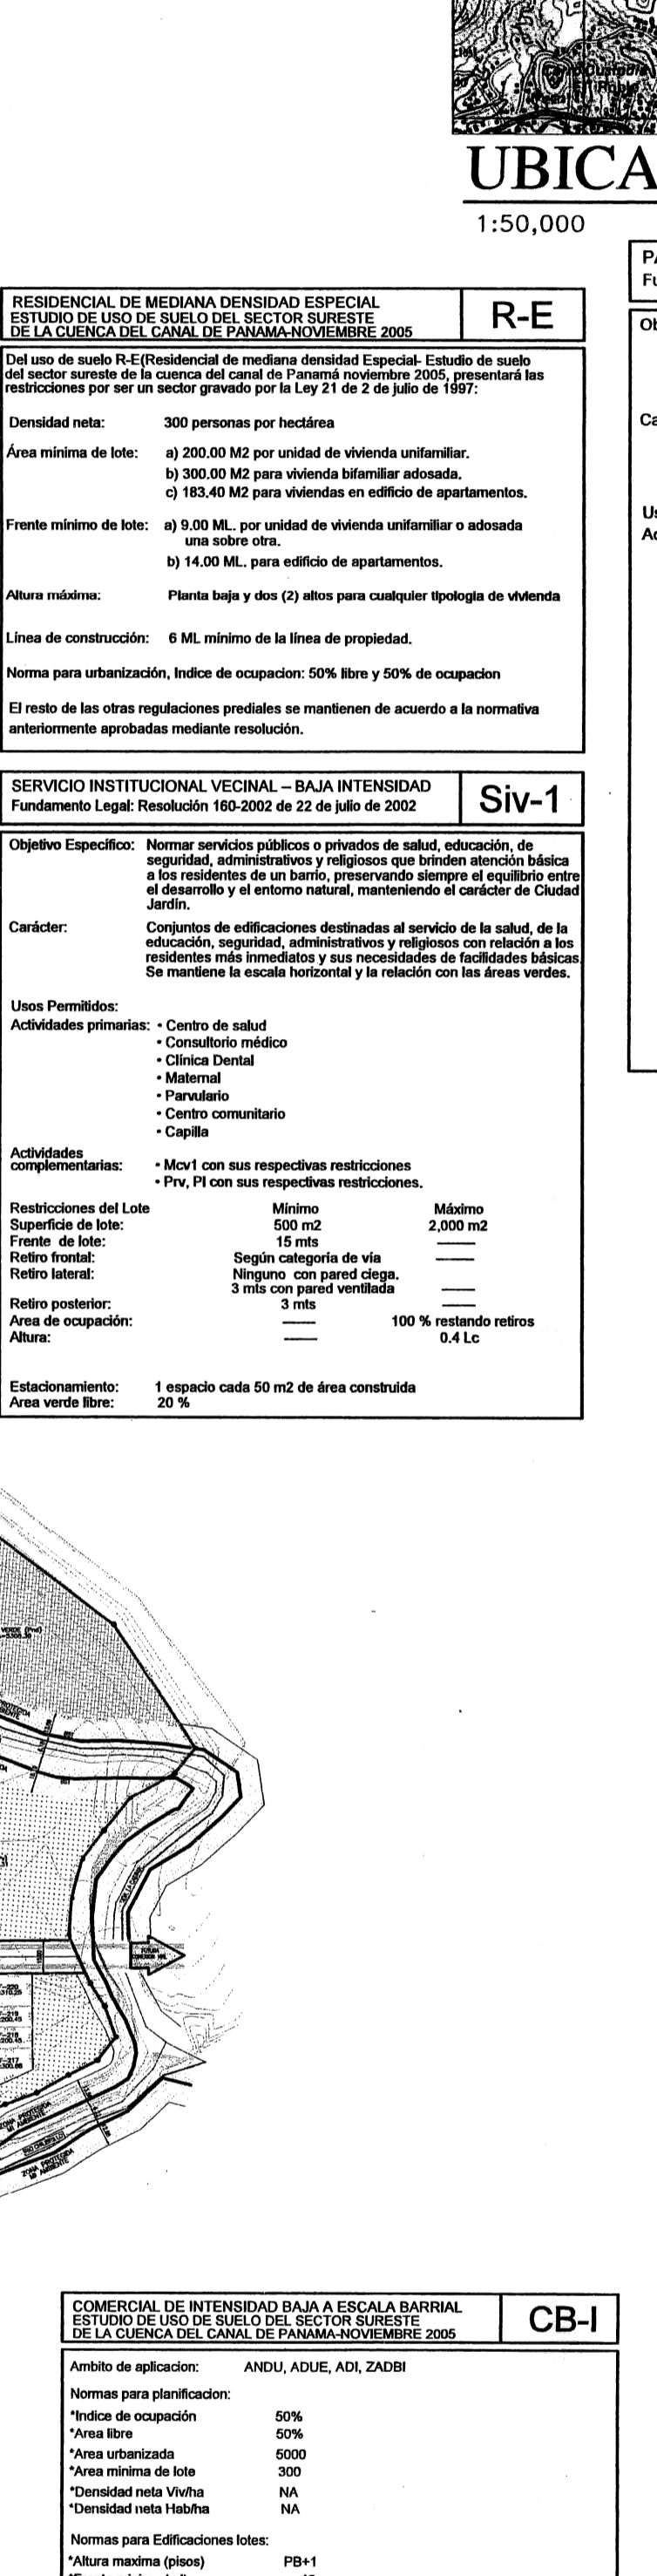 UBICA
1:50,000
RESIDENCIAL DE MEDIANA DENSIDAD ESPECIAL
ESTUDIO DE USO DE SUELO DEL SECTOR SURESTE
DE LA CUENCA DEL CANAL DE PANAMA-NOVIEMBRE 2005
R-E
Del uso de suelo R-E(Residencial de mediana densidad Especial- Estudio de suelo
del sector sureste de la cuenca del canal de Panamá noviembre 2005, presentará las
restricciones por ser un sector gravado por la Ley 21 de 2 de julio de 1997:
Densidad neta: 300 personas por hectárea
Área mínima de lote: a) 200.00 M2 por unidad de vivienda unifamiliar.
b) 300.00 M2 para vivienda bifamiliar adosada.
c) 183.40 M2 para viviendas en edificio de apartamentos.
Frente mínimo de lote: a) 9.00 ML. por unidad de vivienda unifamiliar o adosada
una sobre otra.
b) 14.00 ML. para edificio de apartamentos.
Altura máxima: Planta baja y dos (2) altos para cualquier tipologia de vivienda
Línea de construcción: 6 ML mínimo de la línea de propiedad.
Norma para urbanización, Indice de ocupacion: 50% libre y 50% de ocupacion
El resto de las otras regulaciones prediales se mantienen de acuerdo a la normativa
anteriormente aprobadas mediante resolución.
SERVICIO INSTITUCIONAL VECINAL – BAJA INTENSIDAD
Fundamento Legal: Resolución 160-2002 de 22 de julio de 2002
Siv-1
Objetivo Específico: Normar servicios públicos o privados de salud, educación, de
seguridad, administrativos y religiosos que brinden atención básica
a los residentes de un barrio, preservando siempre el equilibrio entre
el desarrollo y el entorno natural, manteniendo el carácter de Ciudad
Jardín.
Carácter: Conjuntos de edificaciones destinadas al servicio de la salud, de la
educación, seguridad, administrativos y religiosos con relación a los
residentes más inmediatos y sus necesidades de facilidades básicas.
Se mantiene la escala horizontal y la relación con las áreas verdes.
Usos Permitidos:
Actividades primarias: • Centro de salud
• Consultorio médico
• Clínica Dental
• Maternal
• Parvulario
• Centro comunitario
• Capilla
Actividades
complementarias: • Mcv1 con sus respectivas restricciones
• Prv, Pl con sus respectivas restricciones.
Restricciones del Lote Mínimo Máximo
Superficie de lote: 500 m2 2,000 m2
Frente de lote: 15 mts
Retiro frontal: Según categoría de vía
Retiro lateral: Ninguno con pared ciega.
3 mts con pared ventilada
Retiro posterior: 3 mts
Area de ocupación: 100 % restando retiros
Altura: 0.4 Lc
Estacionamiento: 1 espacio cada 50 m2 de área construida
Area verde libre: 20 %
VERDE (Pnd)
PROTEGIDA
AMBIENTE
FUTURA
CONEXION VIAL
ZONA PROTEGIDA
MI AMBIENTE
ZONA PROTEGIDA
MI AMBIENTE
COMERCIAL DE INTENSIDAD BAJA A ESCALA BARRIAL
ESTUDIO DE USO DE SUELO DEL SECTOR SURESTE
DE LA CUENCA DEL CANAL DE PANAMA-NOVIEMBRE 2005
CB-I
Ambito de aplicacion: ANDU, ADUE, ADI, ZADBI
Normas para planificacion:
*Indice de ocupación 50%
*Area libre 50%
*Area urbanizada 5000
*Area minima de lote 300
*Densidad neta Viv/ha NA
*Densidad neta Hab/ha NA
Normas para Edificaciones lotes:
*Altura maxima (pisos) PB+1